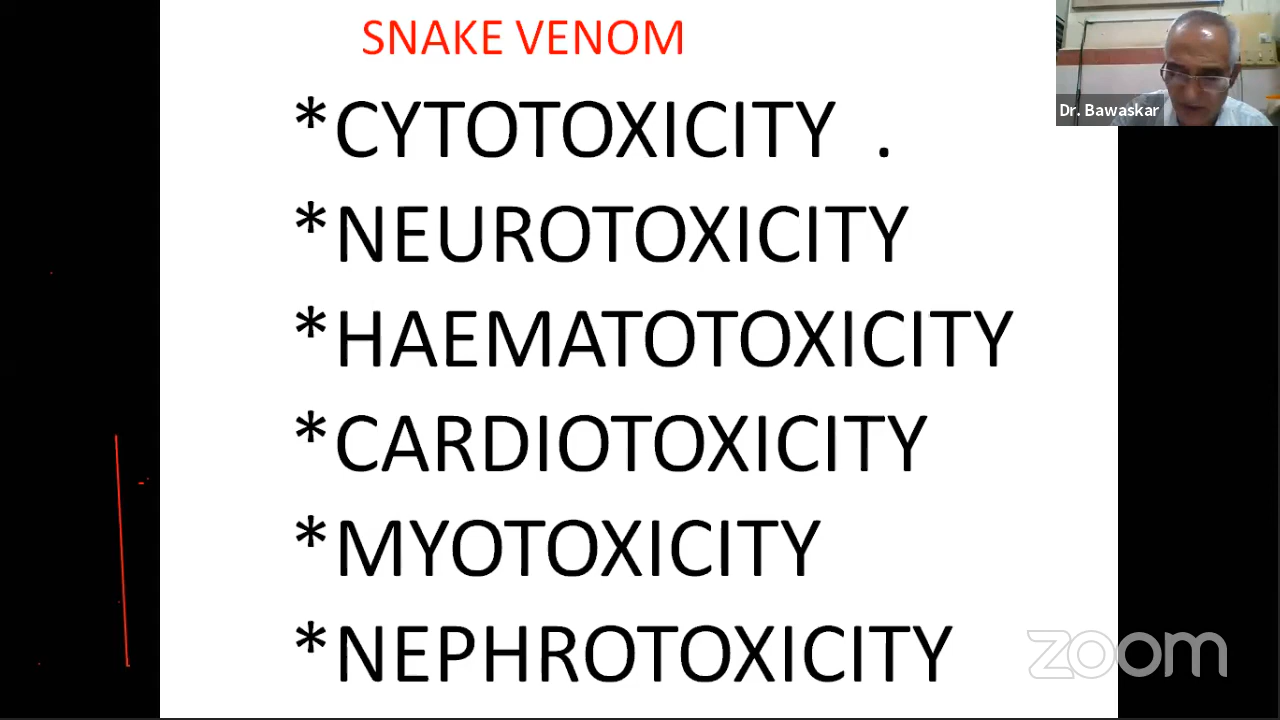 SNAKE VENOM
Dr. Bawaskar
*CYTOTOXICITY .
*NEUROTOXICITY
*HAEMATOTOXICITY
*CARDIOTOXICITY
*MYOTOXICITY
*NEPHROTOXICITY
zoom